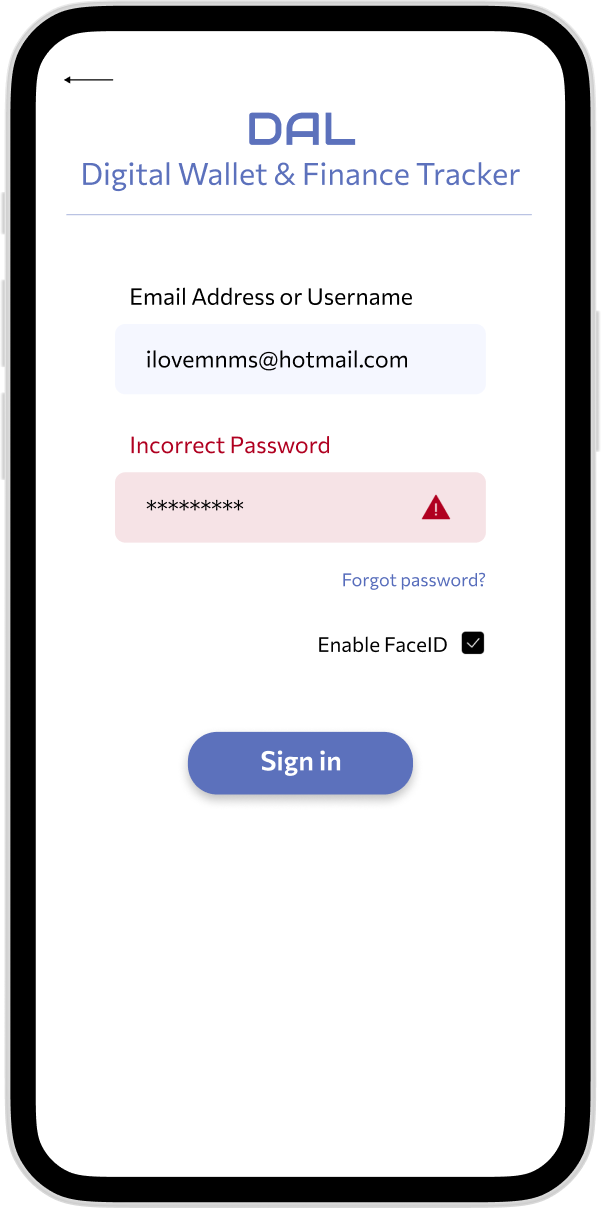 DAL
Digital Wallet & Finance Tracker
Email Address or Username
ilovemnms@hotmail.com
Incorrect Password
*********
Forgot password?
Enable FaceID
Sign in